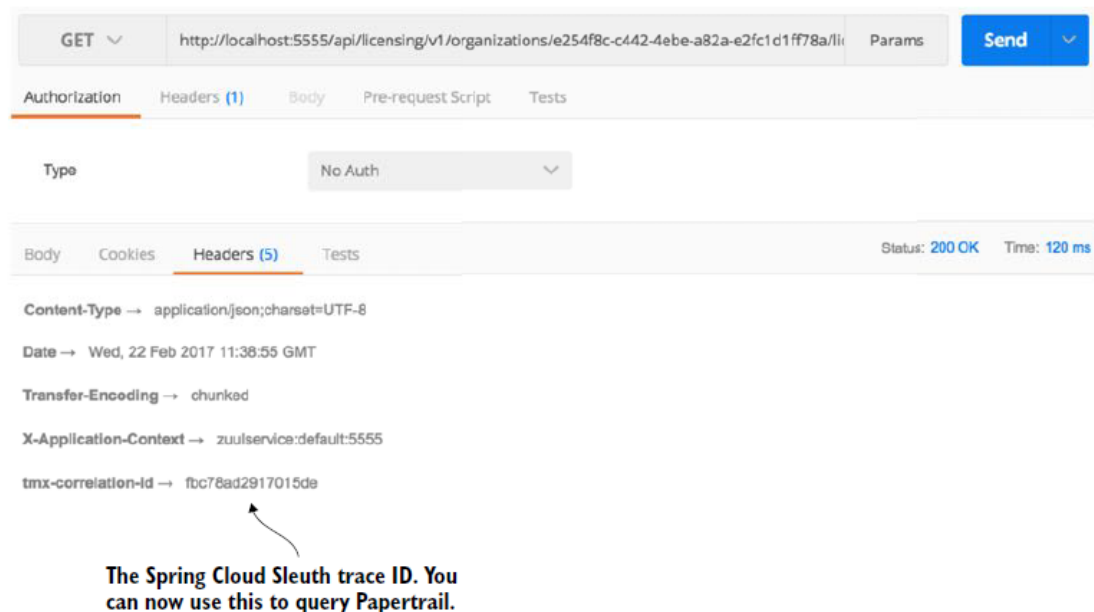 GET http://localhost:5555/api/licensing/v1/organizations/e254f8c-c442-4ebe-a82a-e2fc1d1ff78a/li Params Send
Authorization Headers (1) Body Pre-request Script Tests
Type No Auth
Body Cookies Headers (5) Tests Status: 200 OK Time: 120 ms
Content-Type → application/json;charset=UTF-8
Date → Wed, 22 Feb 2017 11:38:55 GMT
Transfer-Encoding → chunked
X-Application-Context → zuulservice:default:5555
tmx-correlation-id → fbc78ad2917015de
The Spring Cloud Sleuth trace ID. You
can now use this to query Papertrail.